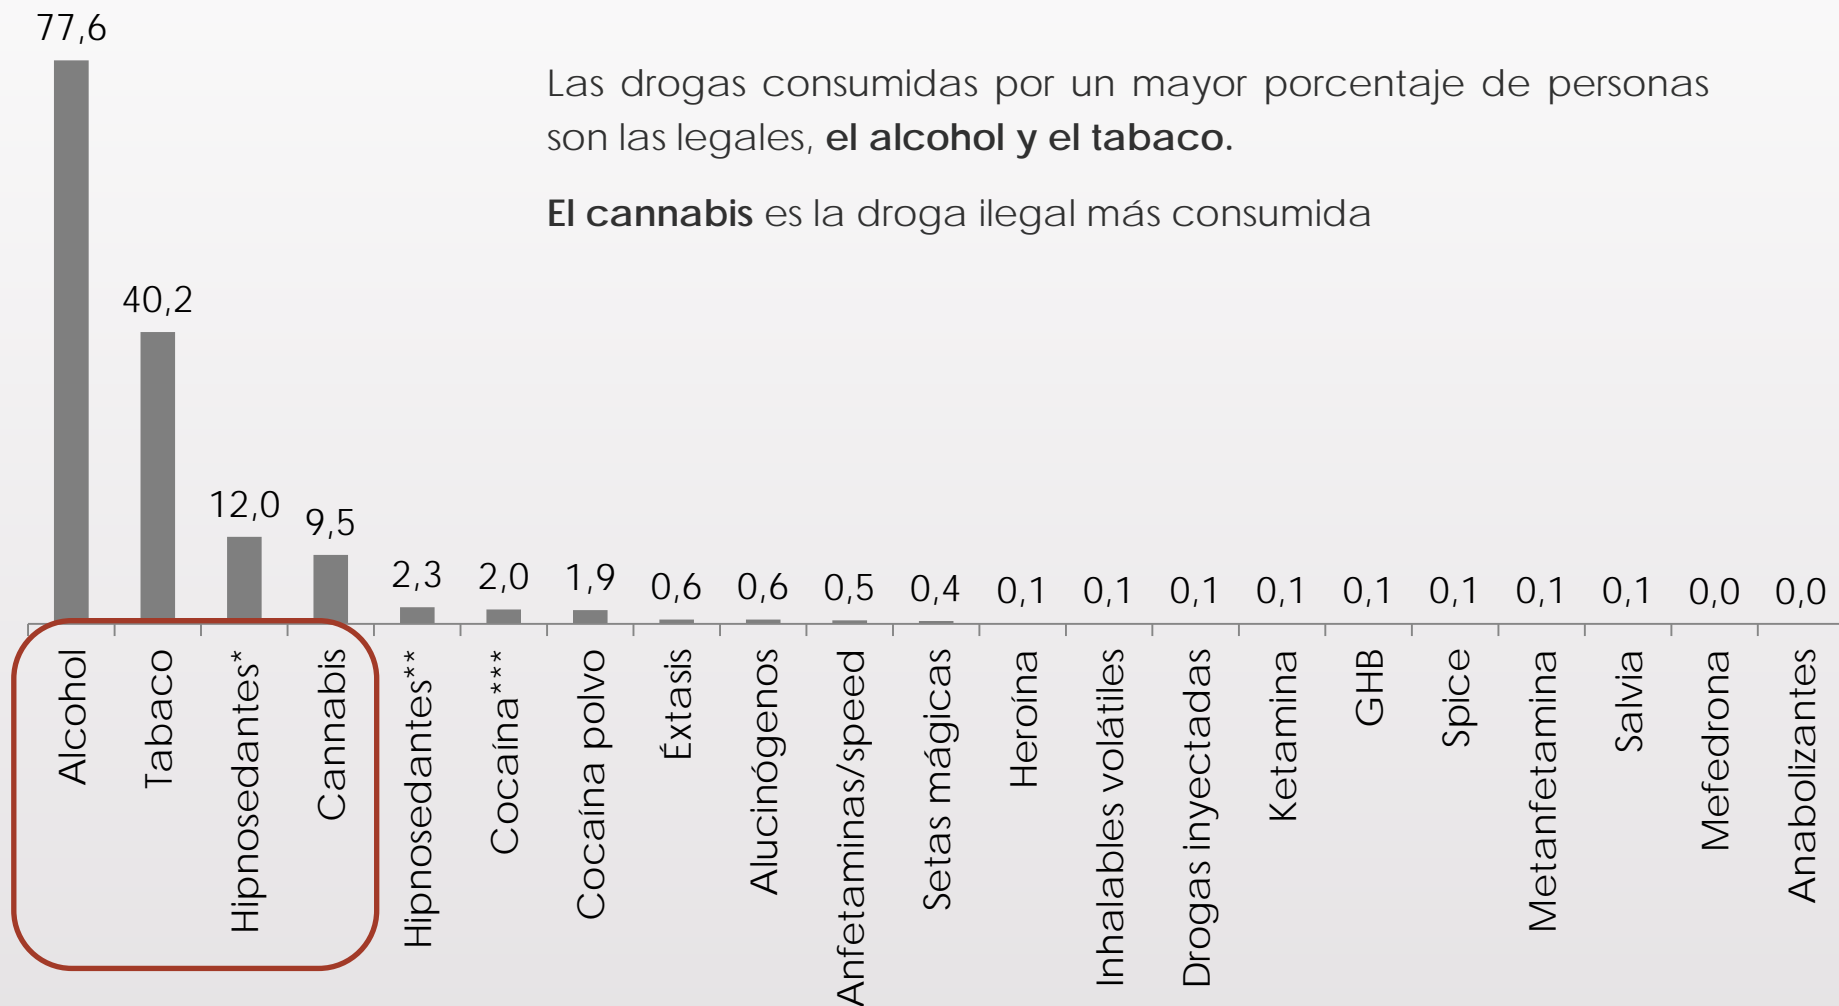 77,6
Las drogas consumidas por un mayor porcentaje de personas
son las legales, el alcohol y el tabaco.
El cannabis es la droga ilegal más consumida
40,2
12,0
9,5
2,3
2,0
1,9
0,6
0,6
0,5
0,4
0,1
0,1
0,1
0,1
0,1
0,1
0,1
0,1
0,0
0,0
Alcohol
Tabaco
Hipnosedantes*
Cannabis
Hipnosedantes**
Cocaína***
Cocaína polvo
Éxtasis
Alucinógenos
Anfetaminas/speed
Setas mágicas
Heroína
Inhalables volátiles
Drogas inyectadas
Ketamina
GHB
Spice
Metanfetamina
Salvia
Mefedrona
Anabolizantes